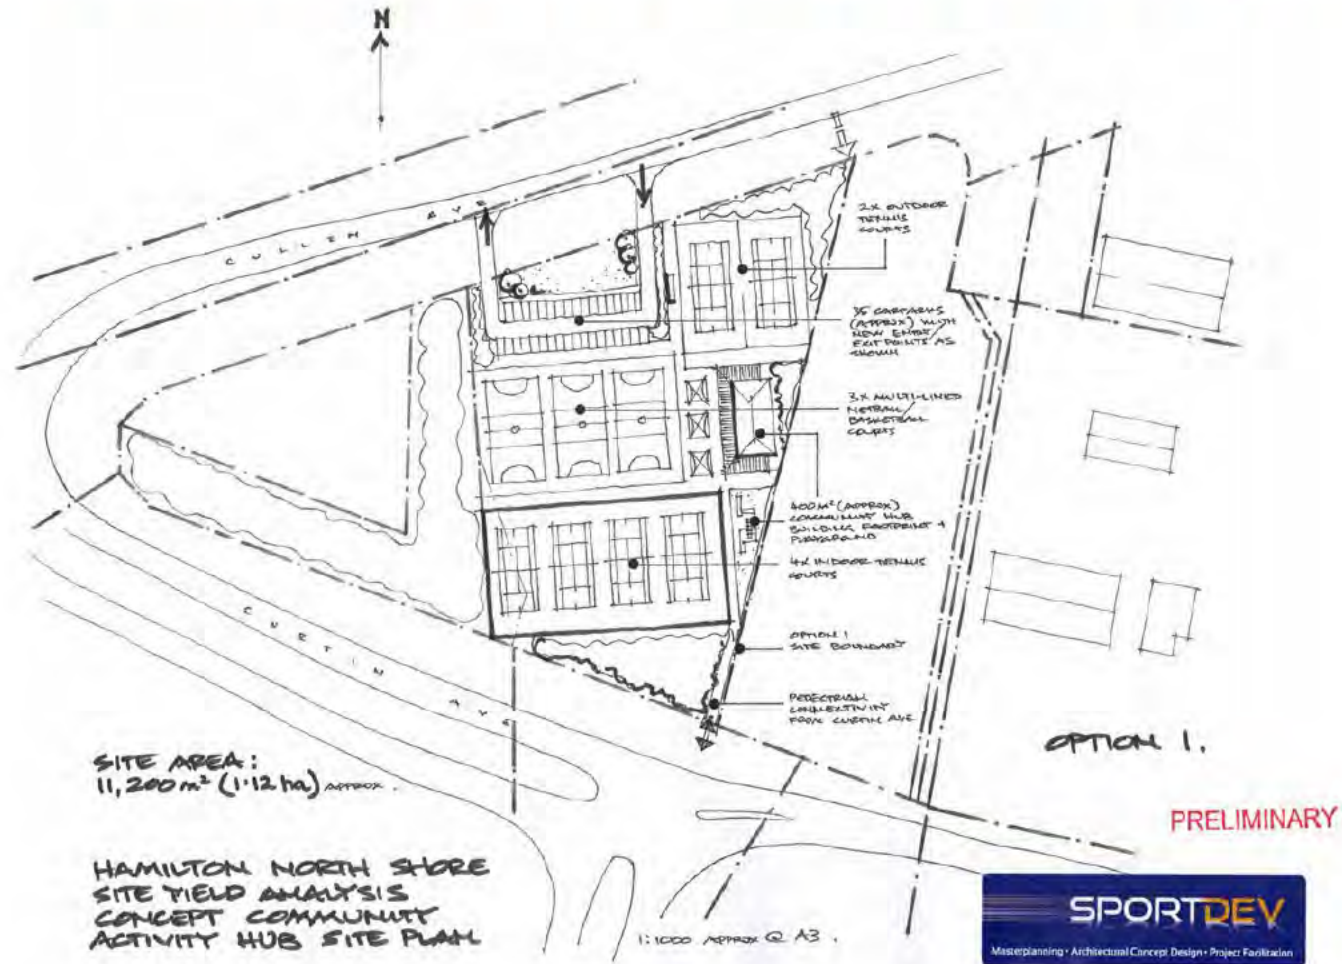 N
CULLEN AVE
2X OUTDOOR
TENNIS
COURTS
35 CARPARKS
(APPROX) WITH
NEW ENTRY/
EXIT POINTS AS
SHOWN
3X MULTI-LINED
NETBALL/
BASKETBALL
COURTS
400m² (APPROX)
COMMUNITY HUB
BUILDING FOOTPRINT +
PLAYGROUND
4X INDOOR TENNIS
COURTS
OPTION 1
SITE BOUNDARY
PEDESTRIAN
CONNECTIVITY
FROM CURTIN AVE
CURTIN AVE
OPTION 1.
SITE AREA:
11,200m² (1.12 ha) APPROX.
PRELIMINARY
HAMILTON NORTH SHORE
SITE YIELD ANALYSIS
CONCEPT COMMUNITY
ACTIVITY HUB SITE PLAN
1:1000 APPROX @ A3.
SPORTDEV
Masterplanning • Architectural Concept Design • Project Facilitation